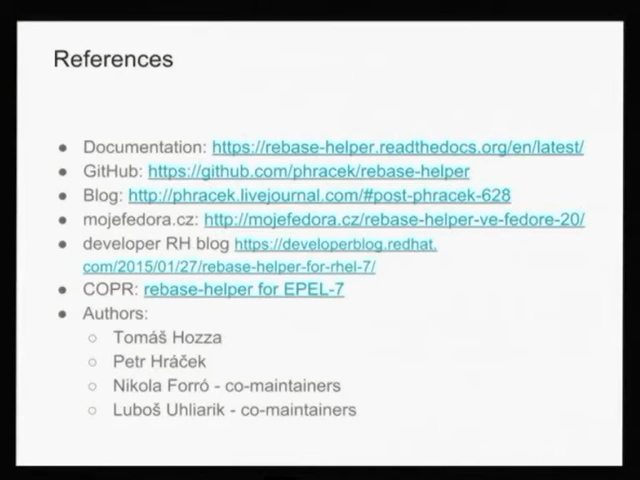 References
● Documentation: https://rebase-helper.readthedocs.org/en/latest/
● GitHub: https://github.com/phracek/rebase-helper
● Blog: http://phracek.livejournal.com/#post-phracek-628
● mojefedora.cz: http://mojefedora.cz/rebase-helper-ve-fedore-20/
● developer RH blog https://developerblog.redhat.
com/2015/01/27/rebase-helper-for-rhel-7/
● COPR: rebase-helper for EPEL-7
● Authors:
○ Tomáš Hozza
○ Petr Hráček
○ Nikola Forró - co-maintainers
○ Luboš Uhliarik - co-maintainers